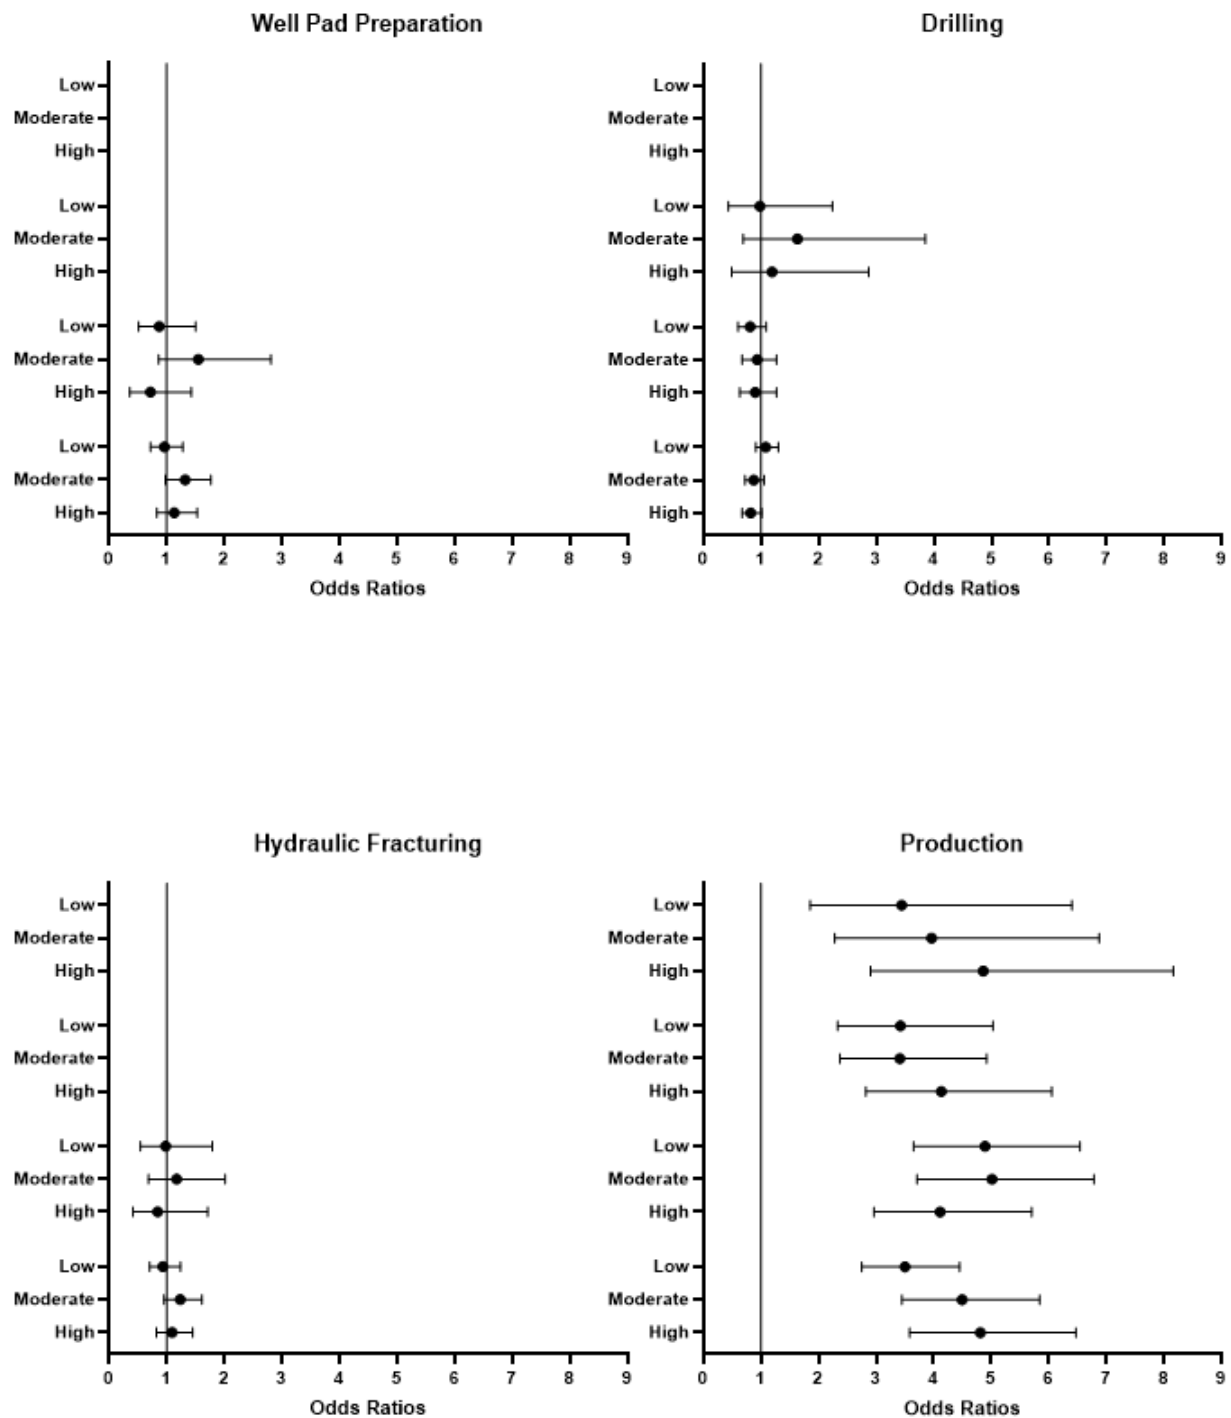 Well Pad Preparation
Low
Moderate
High
Low
Moderate
High
Low
Moderate
High
Low
Moderate
High
0 1 2 3 4 5 6 7 8 9
Odds Ratios
Drilling
Low
Moderate
High
Low
Moderate
High
Low
Moderate
High
Low
Moderate
High
0 1 2 3 4 5 6 7 8 9
Odds Ratios
Hydraulic Fracturing
Low
Moderate
High
Low
Moderate
High
Low
Moderate
High
Low
Moderate
High
0 1 2 3 4 5 6 7 8 9
Odds Ratios
Production
Low
Moderate
High
Low
Moderate
High
Low
Moderate
High
Low
Moderate
High
0 1 2 3 4 5 6 7 8 9
Odds Ratios